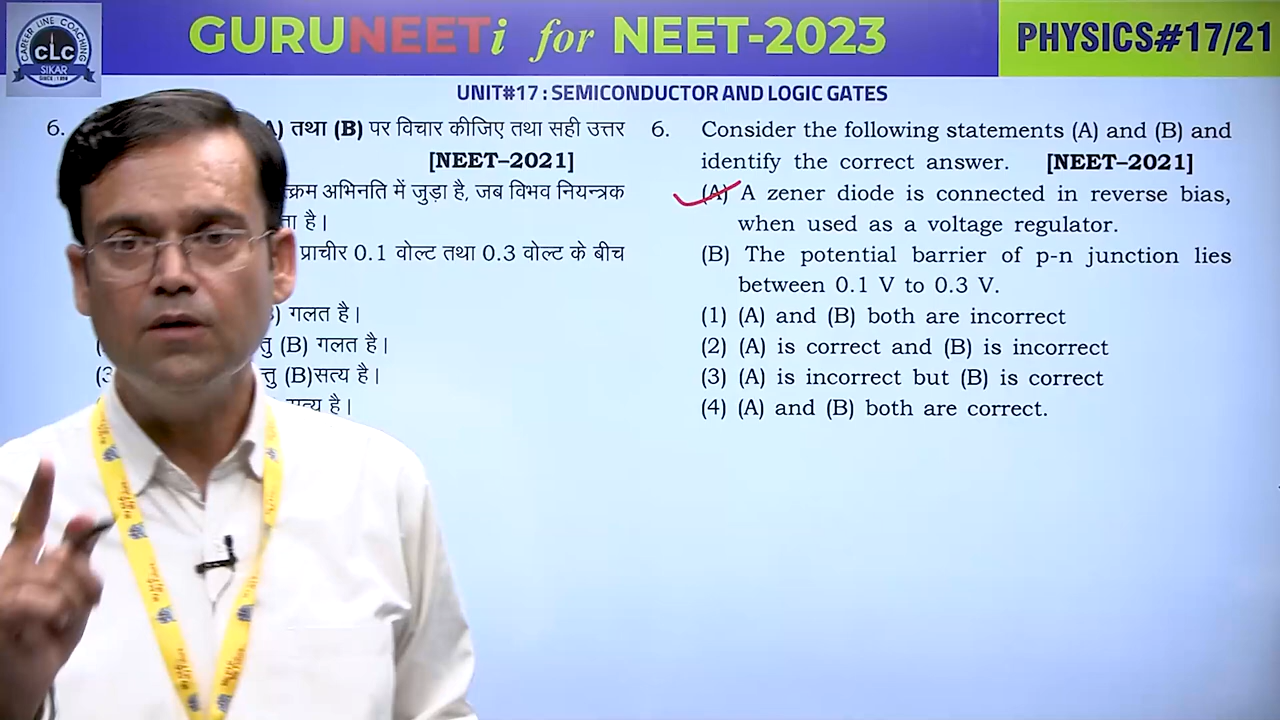 CAREER LINE COACHING
CLC
SIKAR
SINCE : 1996
GURUNEETi for NEET-2023
PHYSICS#17/21
UNIT#17 : SEMICONDUCTOR AND LOGIC GATES
6.
A) तथा (B) पर विचार कीजिए तथा सही उत्तर
[NEET–2021]
त्क्रम अभिनति में जुड़ा है, जब विभव नियन्त्रक
ता है।
प्राचीर 0.1 वोल्ट तथा 0.3 वोल्ट के बीच
) गलत है।
तु (B) गलत है।
(3
तु (B)सत्य है।
सत्य है।
6. Consider the following statements (A) and (B) and
identify the correct answer. [NEET–2021]
(A) A zener diode is connected in reverse bias,
when used as a voltage regulator.
(B) The potential barrier of p-n junction lies
between 0.1 V to 0.3 V.
(1) (A) and (B) both are incorrect
(2) (A) is correct and (B) is incorrect
(3) (A) is incorrect but (B) is correct
(4) (A) and (B) both are correct.